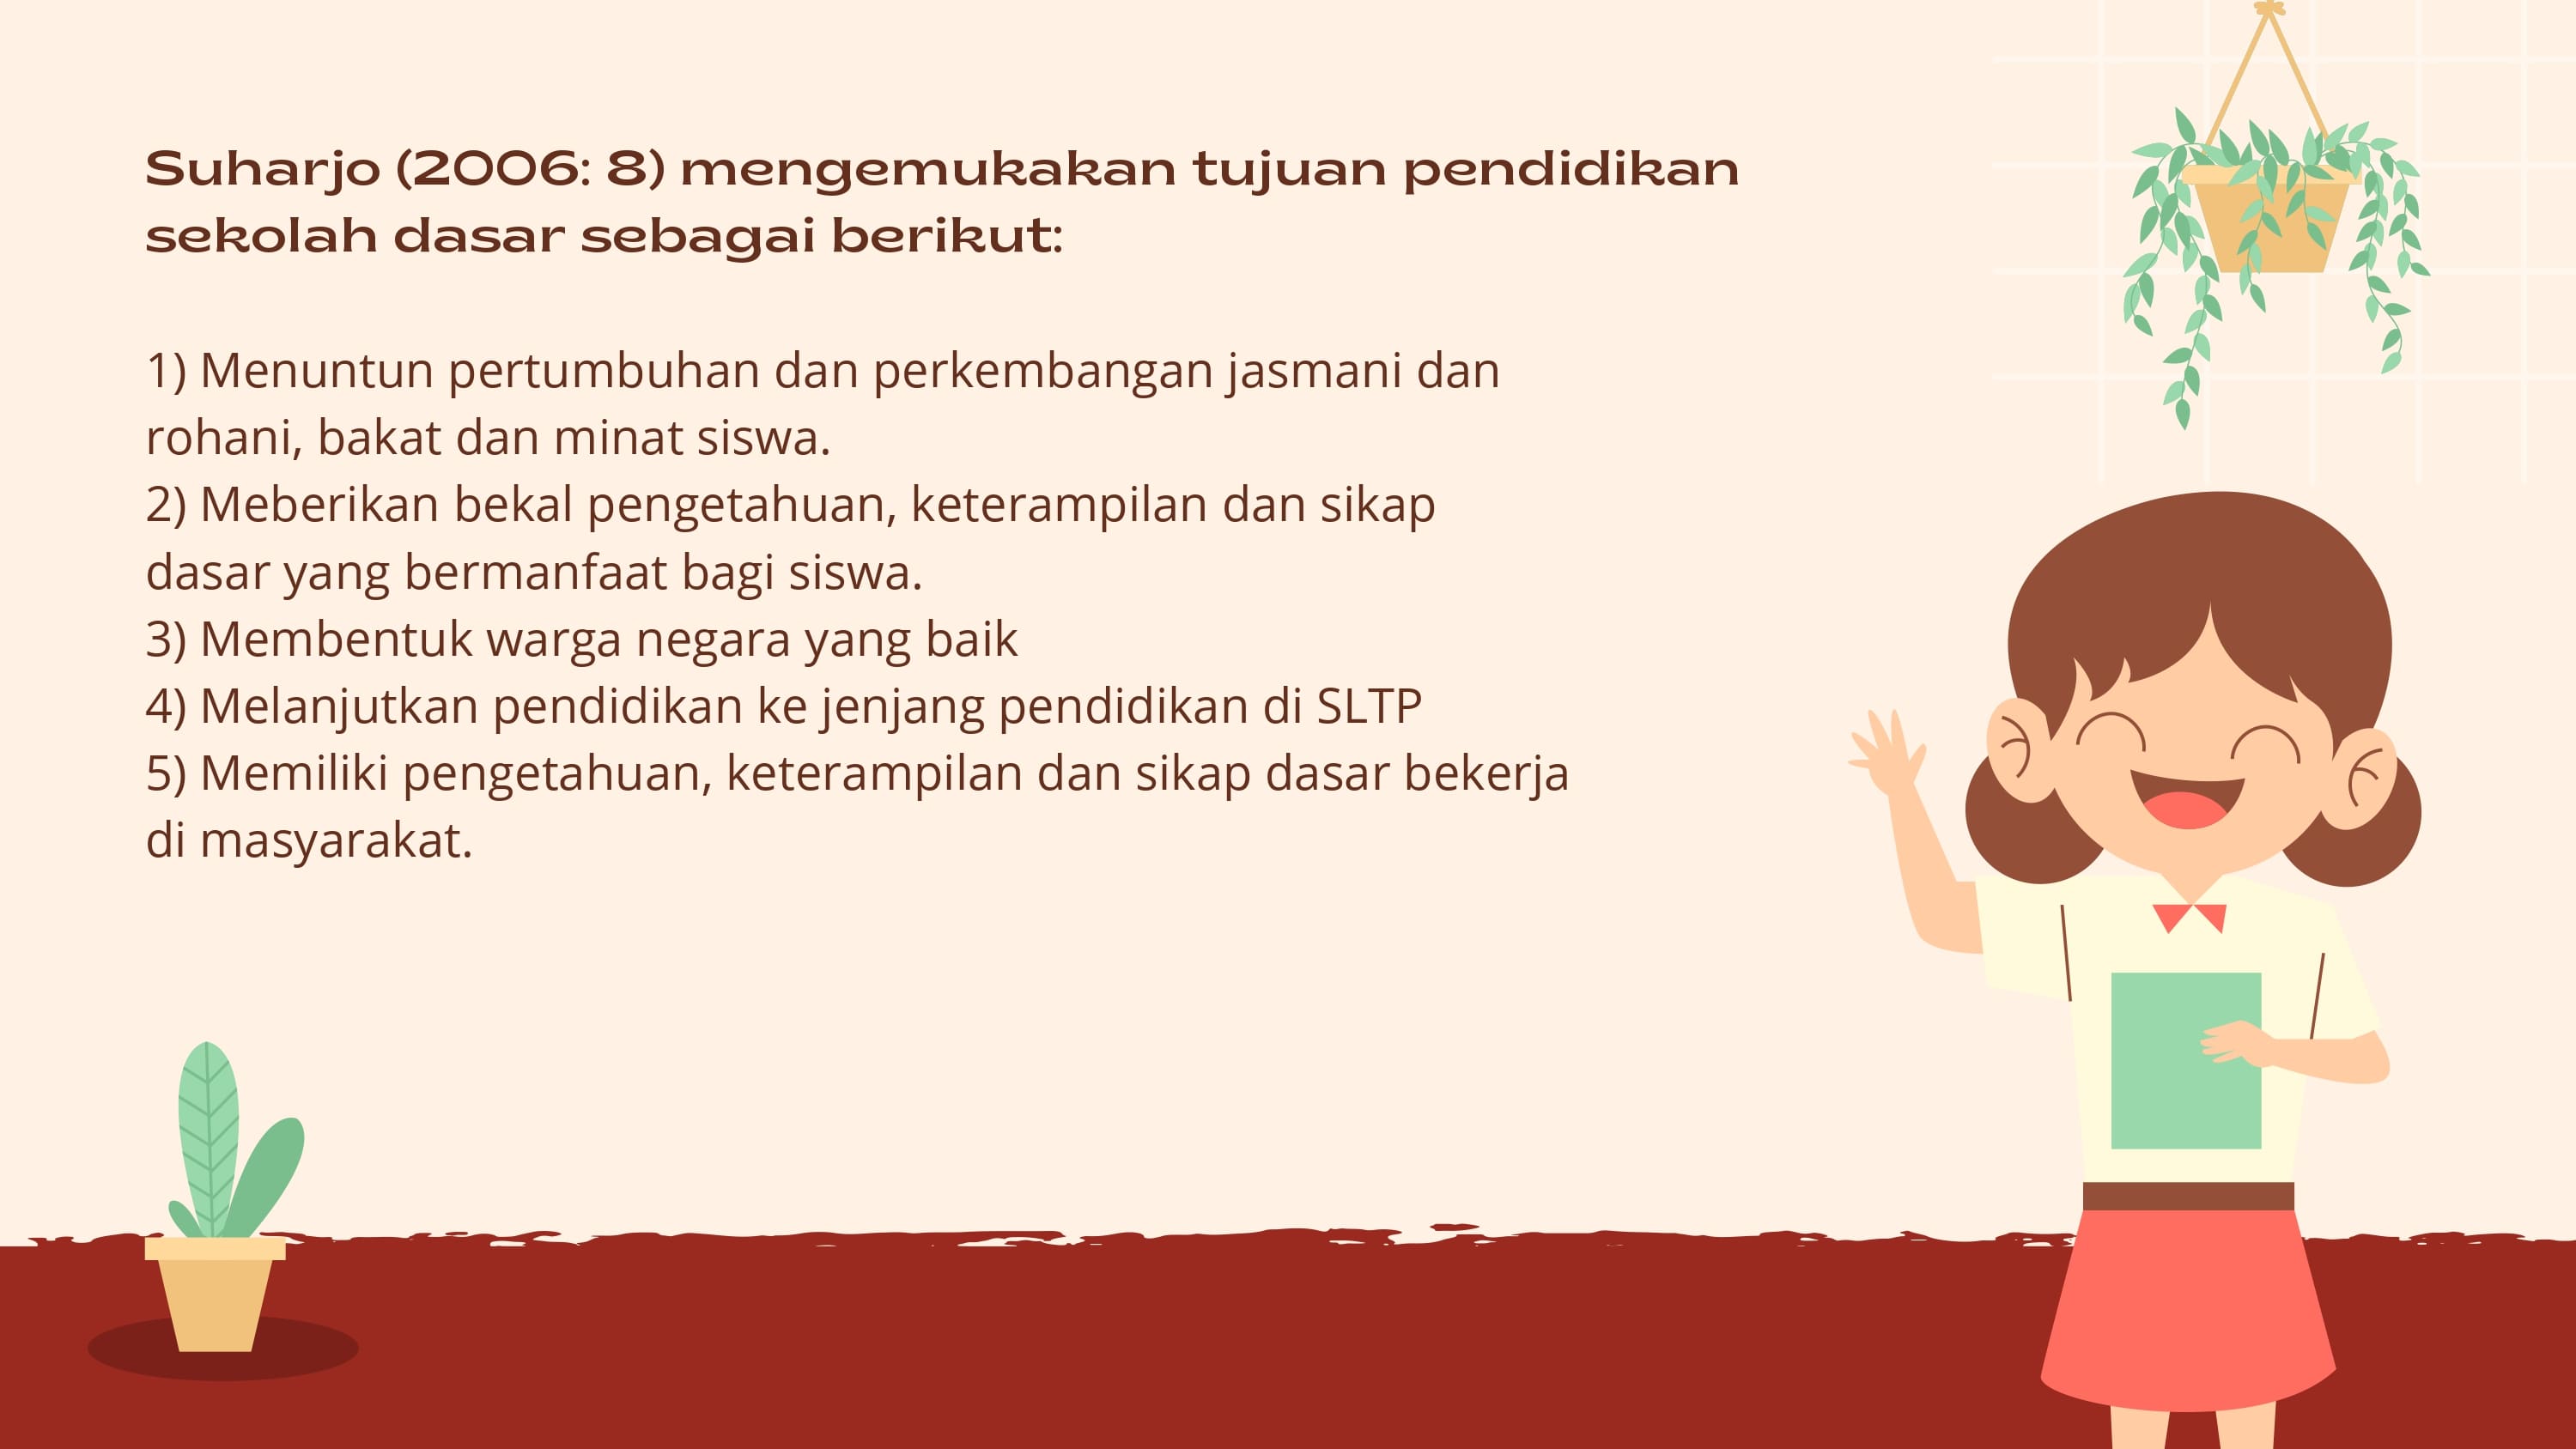 Suharjo (2006: 8) mengemukakan tujuan pendidikan
sekolah dasar sebagai berikut:
1) Menuntun pertumbuhan dan perkembangan jasmani dan
rohani, bakat dan minat siswa.
2) Meberikan bekal pengetahuan, keterampilan dan sikap
dasar yang bermanfaat bagi siswa.
3) Membentuk warga negara yang baik
4) Melanjutkan pendidikan ke jenjang pendidikan di SLTP
5) Memiliki pengetahuan, keterampilan dan sikap dasar bekerja
di masyarakat.